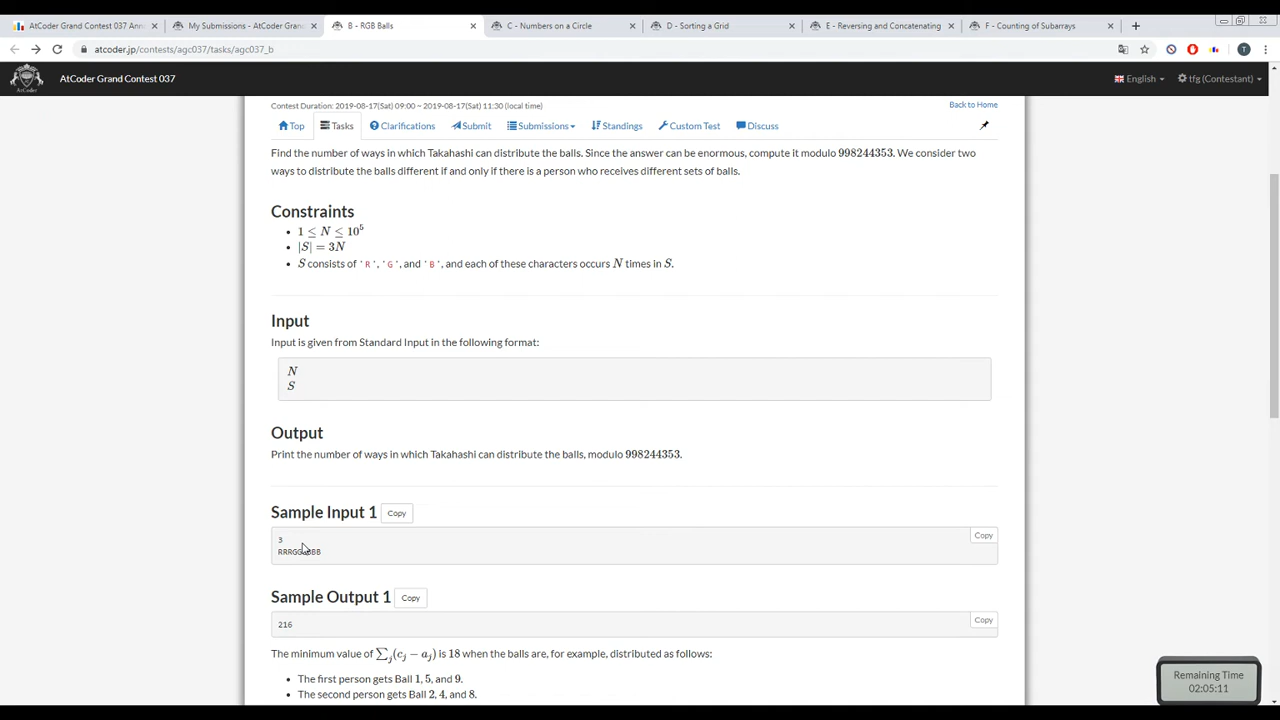 AtCoder Grand Contest 037 Ann
My Submissions - AtCoder Gran
B - RGB Balls
C - Numbers on a Circle
D - Sorting a Grid
E - Reversing and Concatenating
F - Counting of Subarrays
atcoder.jp/contests/agc037/tasks/agc037_b
T
AtCoder Grand Contest 037
English
tfg (Contestant)
Contest Duration: 2019-08-17(Sat) 09:00 ~ 2019-08-17(Sat) 11:30 (local time)
Back to Home
Top
Tasks
Clarifications
Submit
Submissions
Standings
Custom Test
Discuss
Find the number of ways in which Takahashi can distribute the balls. Since the answer can be enormous, compute it modulo 998244353. We consider two
ways to distribute the balls different if and only if there is a person who receives different sets of balls.
Constraints
• 1 ≤ N ≤ 10⁵
• |S| = 3N
• S consists of 'R', 'G', and 'B', and each of these characters occurs N times in S.
Input
Input is given from Standard Input in the following format:
N
S
Output
Print the number of ways in which Takahashi can distribute the balls, modulo 998244353.
Sample Input 1 Copy
3
Copy
Sample Output 1 Copy
216
Copy
The minimum value of ∑ⱼ(cⱼ − aⱼ) is 18 when the balls are, for example, distributed as follows:
• The first person gets Ball 1, 5, and 9.
• The second person gets Ball 2, 4, and 8.
Remaining Time
02:05:11